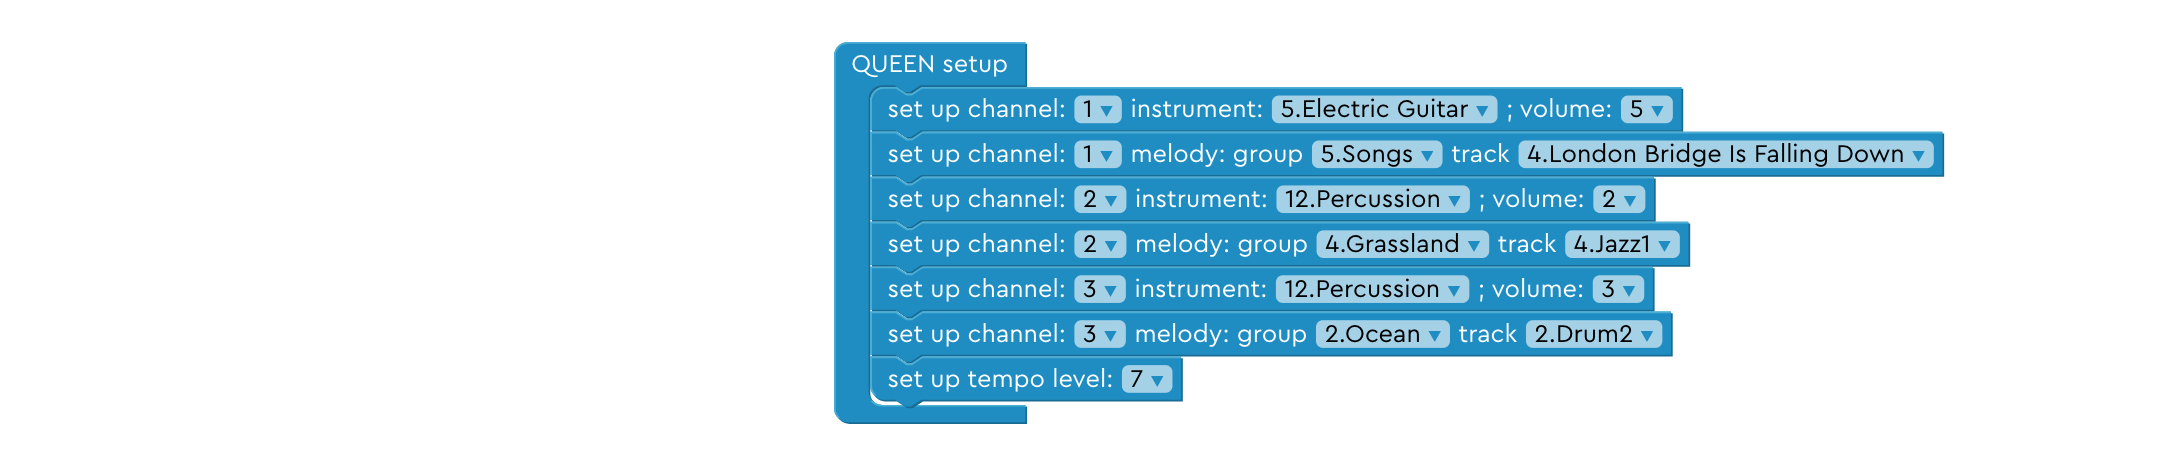 QUEEN setup
set up channel: 1 instrument: 5.Electric Guitar ; volume: 5
set up channel: 1 melody: group 5.Songs track 4.London Bridge Is Falling Down
set up channel: 2 instrument: 12.Percussion ; volume: 2
set up channel: 2 melody: group 4.Grassland track 4.Jazz1
set up channel: 3 instrument: 12.Percussion ; volume: 3
set up channel: 3 melody: group 2.Ocean track 2.Drum2
set up tempo level: 7